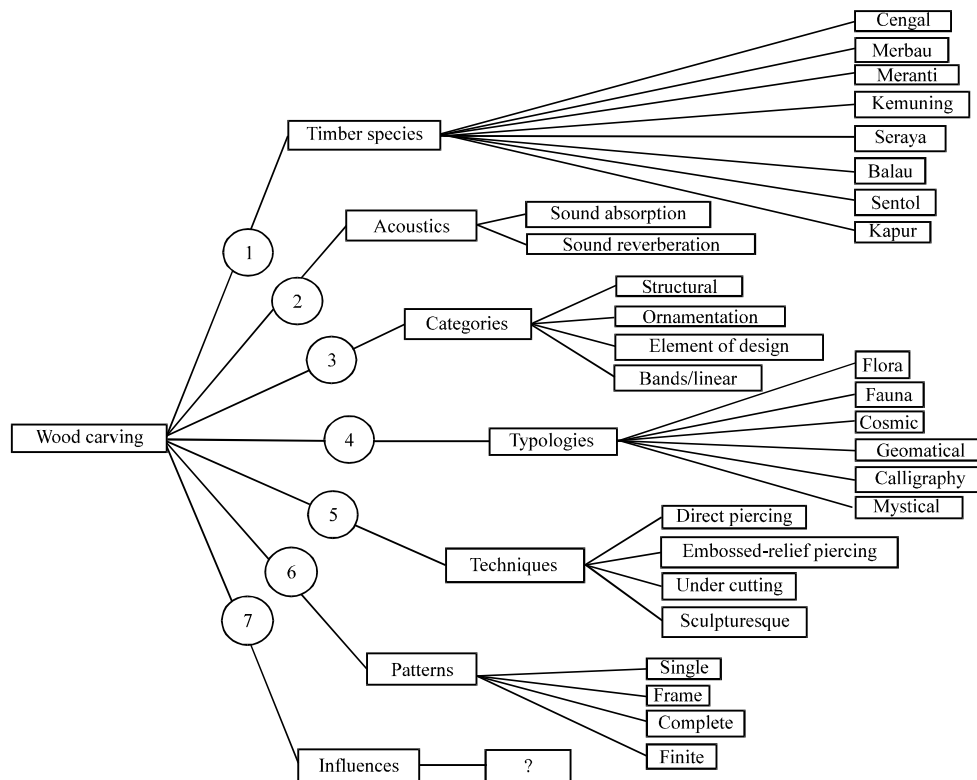 Wood carving
1
Timber species
Cengal
Merbau
Meranti
Kemuning
Seraya
Balau
Sentol
Kapur
2
Acoustics
Sound absorption
Sound reverberation
3
Categories
Structural
Ornamentation
Element of design
Bands/linear
4
Typologies
Flora
Fauna
Cosmic
Geomatical
Calligraphy
Mystical
5
Techniques
Direct piercing
Embossed-relief piercing
Under cutting
Sculpturesque
6
Patterns
Single
Frame
Complete
Finite
7
Influences
?